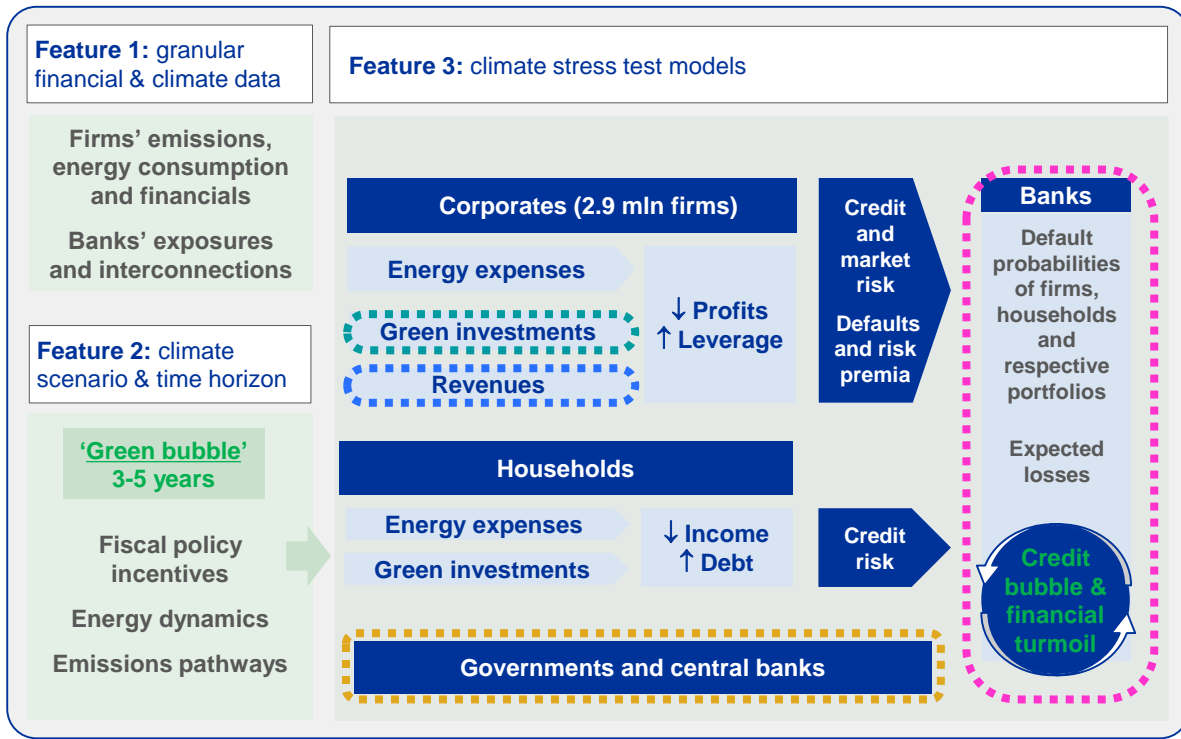 Feature 1: granular
financial & climate data
Firms’ emissions,
energy consumption
and financials
Banks’ exposures
and interconnections
Feature 2: climate
scenario & time horizon
‘Green bubble’
3-5 years
Fiscal policy
incentives
Energy dynamics
Emissions pathways
Feature 3: climate stress test models
Corporates (2.9 mln firms)
Energy expenses
Green investments
Revenues
↓ Profits
↑ Leverage
Credit
and
market
risk
Defaults
and risk
premia
Households
Energy expenses
Green investments
↓ Income
↑ Debt
Credit
risk
Governments and central banks
Banks
Default
probabilities
of firms,
households
and
respective
portfolios
Expected
losses
Credit
bubble &
financial
turmoil